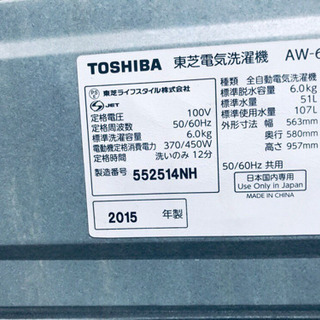 TOSHIBA 東芝電気洗濯機 AW-6
東芝ライフスタイル株式会社
JET
定格電圧 100V
定格周波数 50/60Hz
標準洗濯容量 6.0kg
電動機定格消費電力 370/450W
洗いのみ 12分
製造番号 552514NH
2015 年製
種類 全自動電気洗濯機
標準脱水容量 6.0kg
標準水量 51L
標準使用水量 107L
外形寸法 幅 563mm
奥行 580mm
高さ 957mm
50/60Hz 共用
日本国内専用
Use Only in Japan
MADE IN CHINA